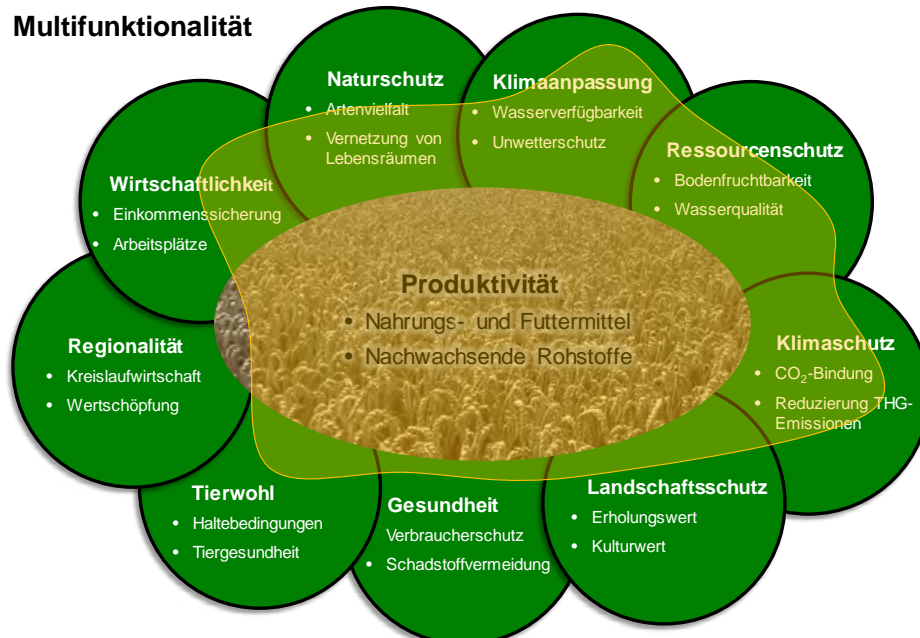 Multifunktionalität
Naturschutz
• Artenvielfalt
• Vernetzung von
Lebensräumen
Klimaanpassung
• Wasserverfügbarkeit
• Unwetterschutz
Ressourcenschutz
• Bodenfruchtbarkeit
• Wasserqualität
Wirtschaftlichkeit
• Einkommenssicherung
• Arbeitsplätze
Produktivität
• Nahrungs- und Futtermittel
• Nachwachsende Rohstoffe
Regionalität
• Kreislaufwirtschaft
• Wertschöpfung
Klimaschutz
• CO₂-Bindung
• Reduzierung THG-
Emissionen
Tierwohl
• Haltebedingungen
• Tiergesundheit
Gesundheit
Verbraucherschutz
• Schadstoffvermeidung
Landschaftsschutz
• Erholungswert
• Kulturwert